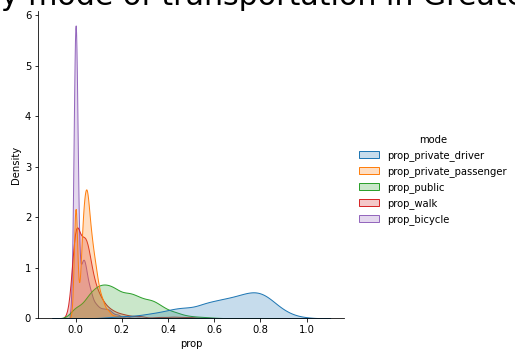 y mode of transportation in Greate
6
5
4
3
2
1
0
Density
0.0 0.2 0.4 0.6 0.8 1.0
prop
mode
prop_private_driver
prop_private_passenger
prop_public
prop_walk
prop_bicycle